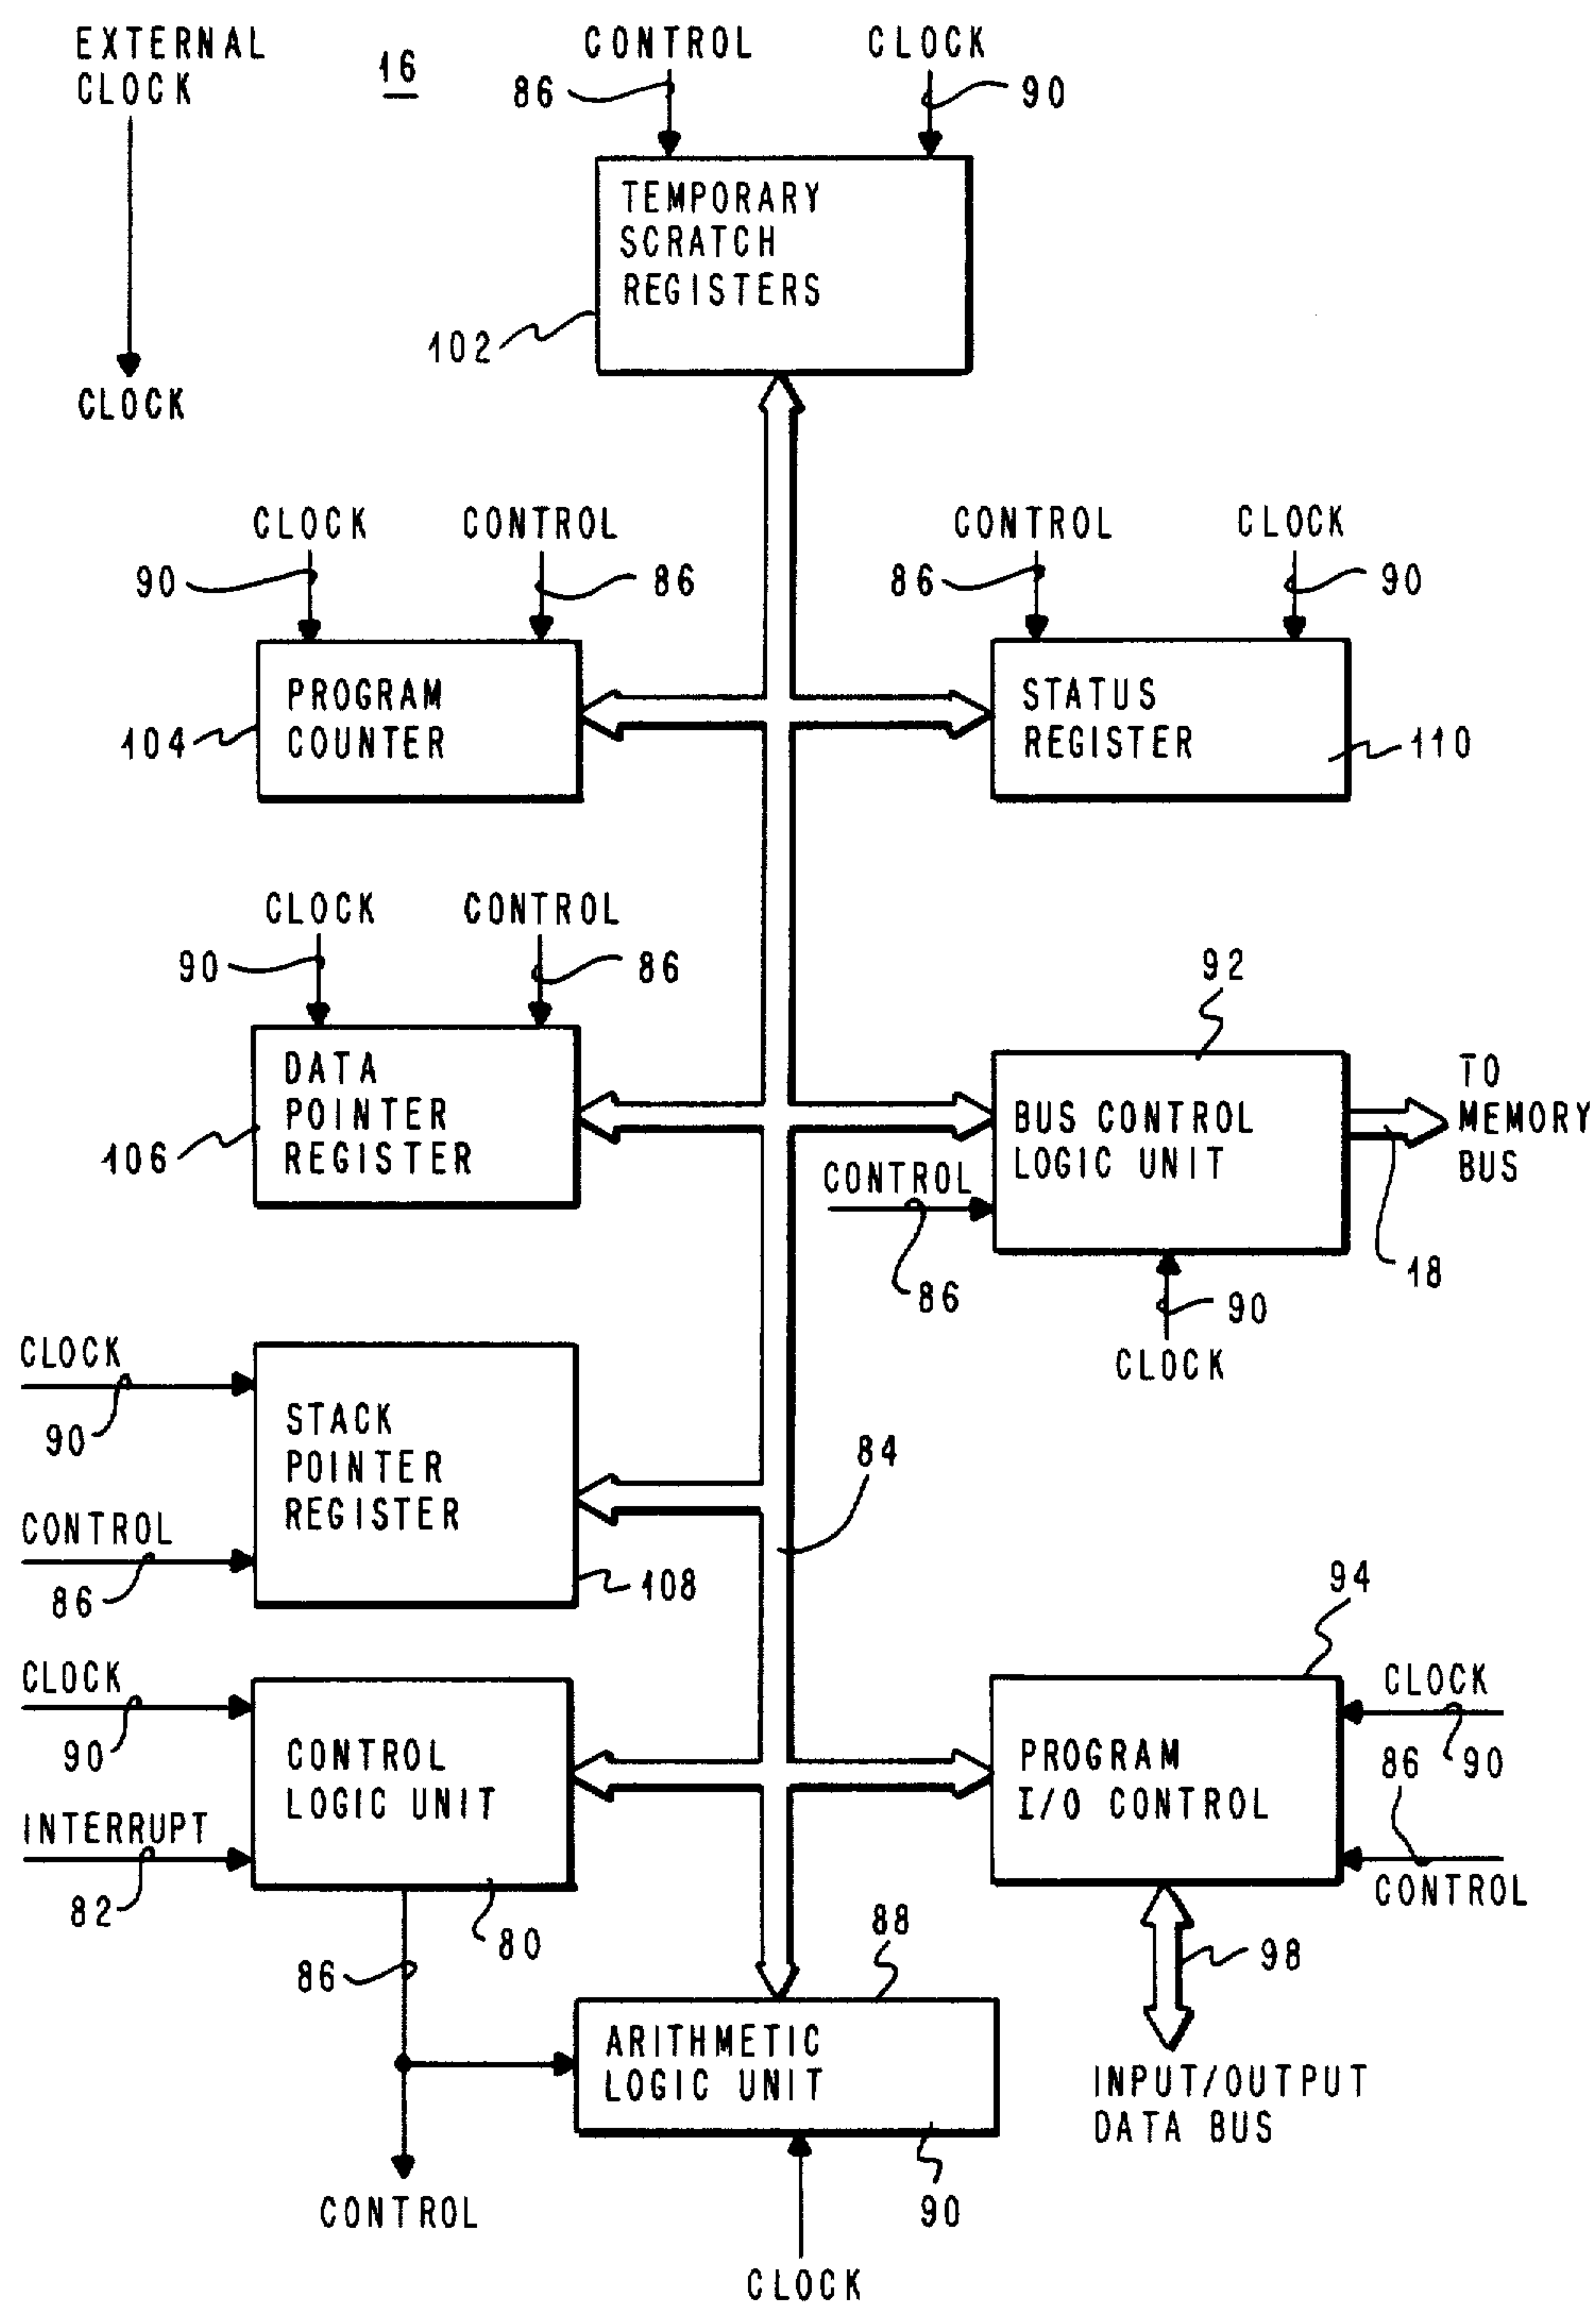 EXTERNAL
CLOCK
16
CONTROL
CLOCK
86
90
TEMPORARY
SCRATCH
REGISTERS
102
CLOCK
CLOCK
CONTROL
90
86
PROGRAM
COUNTER
104
CONTROL
CLOCK
86
90
STATUS
REGISTER
110
CLOCK
CONTROL
90
86
DATA
POINTER
REGISTER
106
92
BUS CONTROL
LOGIC UNIT
TO
MEMORY
BUS
CONTROL
86
18
90
CLOCK
CLOCK
90
STACK
POINTER
REGISTER
CONTROL
86
108
84
94
CLOCK
90
CONTROL
LOGIC UNIT
INTERRUPT
82
80
86
CONTROL
PROGRAM
I/O CONTROL
CLOCK
90
86
CONTROL
98
INPUT/OUTPUT
DATA BUS
88
ARITHMETIC
LOGIC UNIT
90
CLOCK